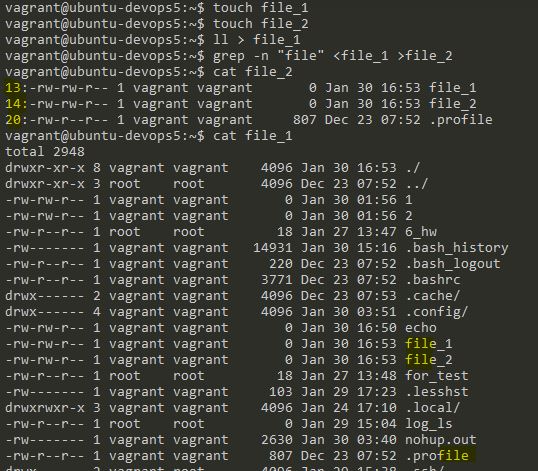 vagrant@ubuntu-devops5:~$ touch file_1
vagrant@ubuntu-devops5:~$ touch file_2
vagrant@ubuntu-devops5:~$ ll > file_1
vagrant@ubuntu-devops5:~$ grep -n "file" <file_1 >file_2
vagrant@ubuntu-devops5:~$ cat file_2
13:-rw-rw-r-- 1 vagrant vagrant       0 Jan 30 16:53 file_1
14:-rw-rw-r-- 1 vagrant vagrant       0 Jan 30 16:53 file_2
20:-rw-r--r-- 1 vagrant vagrant     807 Dec 23 07:52 .profile
vagrant@ubuntu-devops5:~$ cat file_1
total 2948
drwxr-xr-x 8 vagrant vagrant    4096 Jan 30 16:53 ./
drwxr-xr-x 3 root    root       4096 Dec 23 07:52 ../
-rw-rw-r-- 1 vagrant vagrant       0 Jan 30 01:56 1
-rw-rw-r-- 1 vagrant vagrant       0 Jan 30 01:56 2
-rw-r--r-- 1 root    root         18 Jan 27 13:47 6_hw
-rw------- 1 vagrant vagrant   14931 Jan 30 15:16 .bash_history
-rw-r--r-- 1 vagrant vagrant     220 Dec 23 07:52 .bash_logout
-rw-r--r-- 1 vagrant vagrant    3771 Dec 23 07:52 .bashrc
drwx------ 2 vagrant vagrant    4096 Dec 23 07:53 .cache/
drwx------ 4 vagrant vagrant    4096 Jan 30 03:51 .config/
-rw-rw-r-- 1 vagrant vagrant       0 Jan 30 16:50 echo
-rw-rw-r-- 1 vagrant vagrant       0 Jan 30 16:53 file_1
-rw-rw-r-- 1 vagrant vagrant       0 Jan 30 16:53 file_2
-rw-r--r-- 1 root    root         18 Jan 27 13:48 for_test
-rw------- 1 vagrant vagrant     103 Jan 29 17:23 .lesshst
drwxrwxr-x 3 vagrant vagrant    4096 Jan 24 17:10 .local/
-rw-r--r-- 1 root    root          0 Jan 29 15:04 log_ls
-rw------- 1 vagrant vagrant    2630 Jan 30 03:40 nohup.out
-rw-r--r-- 1 vagrant vagrant     807 Dec 23 07:52 .profile